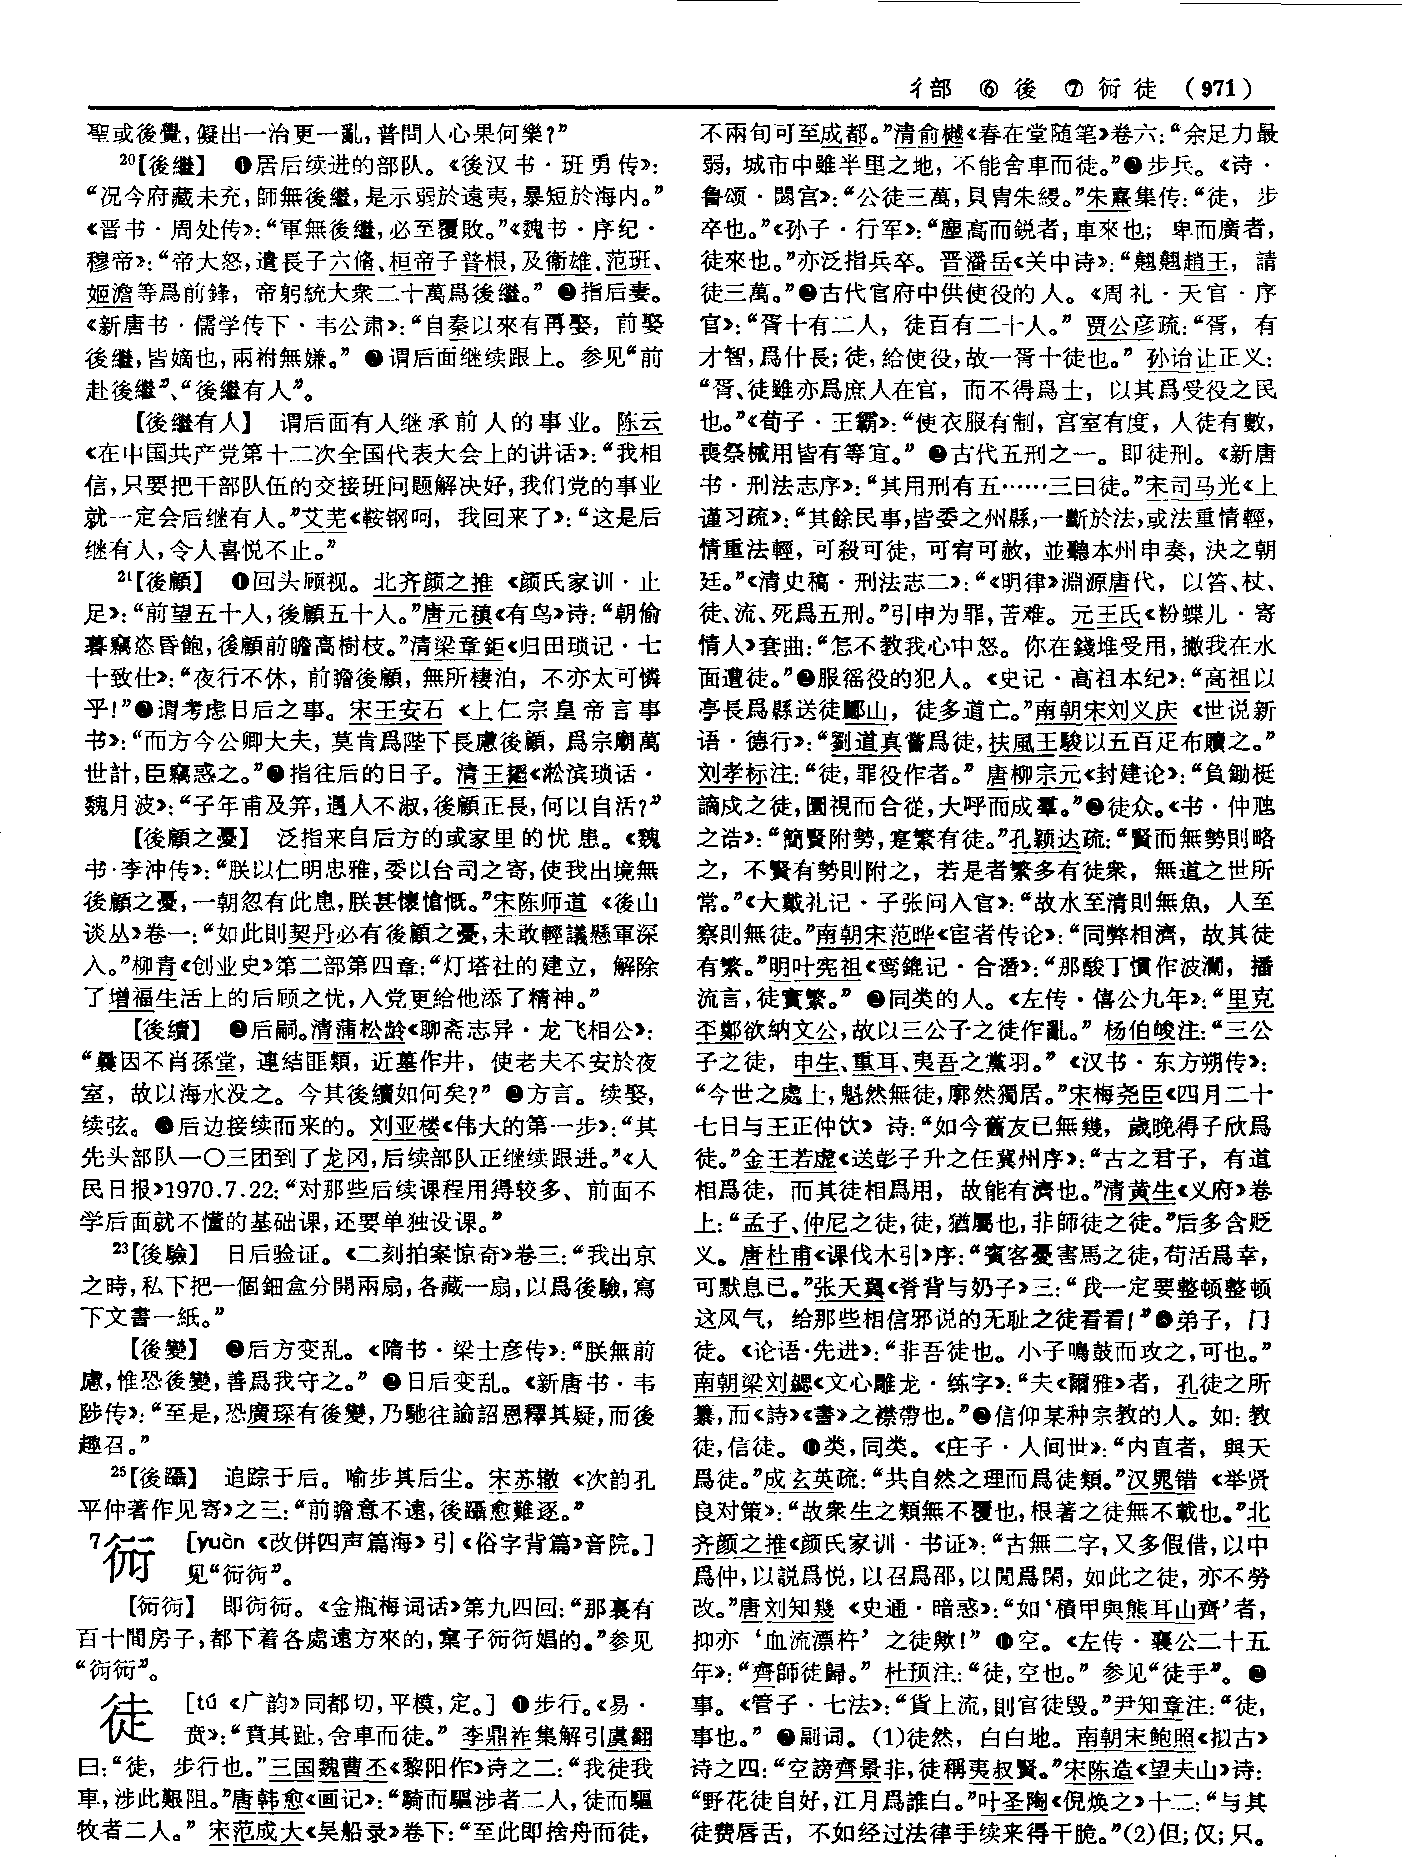 彳部 ⑥後 ⑦衏徒 (971)
聖或後覺，儗出一治更一亂，普問人心果何樂？”
20【後繼】 ❶居后续进的部队。《後汉书·班勇传》：
“况今府藏未充，師無後繼，是示弱於遠夷，暴短於海内。”
《晋书·周处传》：“軍無後繼，必至覆敗。”《魏书·序纪·
穆帝》：“帝大怒，遣長子六脩、桓帝子普根，及衞雄、范班、
姬澹等爲前鋒，帝躬統大衆二十萬爲後繼。” ❷指后妻。
《新唐书·儒学传下·韦公肃》：“自秦以來有再娶，前娶
後繼，皆嫡也，兩祔無嫌。” ❸谓后面继续跟上。参见“前
赴後繼”、“後繼有人”。
【後繼有人】 谓后面有人继承前人的事业。陈云
《在中国共产党第十二次全国代表大会上的讲话》：“我相
信，只要把干部队伍的交接班问题解决好，我们党的事业
就一定会后继有人。”艾芜《鞍钢呵，我回来了》：“这是后
继有人，令人喜悦不止。”
21【後顧】 ❶回头顾视。北齐颜之推《颜氏家训·止
足》：“前望五十人，後顧五十人。”唐元稹《有鸟》诗：“朝偷
暮竊恣昏飽，後顧前瞻高樹枝。”清梁章鉅《归田琐记·七
十致仕》：“夜行不休，前瞻後顧，無所棲泊，不亦太可憐
乎！”❷谓考虑日后之事。宋王安石《上仁宗皇帝言事
书》：“而方今公卿大夫，莫肯爲陛下長慮後顧，爲宗廟萬
世計，臣竊惑之。”❸指往后的日子。清王韬《淞滨琐话·
魏月波》：“子年甫及笄，遇人不淑，後顧正長，何以自活？”
【後顧之憂】 泛指来自后方的或家里的忧患。《魏
书·李沖传》：“朕以仁明忠雅，委以台司之寄，使我出境無
後顧之憂，一朝忽有此患，朕甚懷愴慨。”宋陈师道《後山
谈丛》卷一：“如此則契丹必有後顧之憂，未敢輕議懸軍深
入。”柳青《创业史》第二部第四章：“灯塔社的建立，解除
了增福生活上的后顾之忧，入党更给他添了精神。”
【後續】 ❶后嗣。清蒲松龄《聊斋志异·龙飞相公》：
“曩因不肖孫堂，連結匪類，近墓作井，使老夫不安於夜
室，故以海水没之。今其後續如何矣？” ❷方言。续娶，
续弦。❸后边接续而来的。刘亚楼《伟大的第一步》：“其
先头部队一〇三团到了龙冈，后续部队正继续跟进。”《人
民日报》1970.7.22：“对那些后续课程用得较多、前面不
学后面就不懂的基础课，还要单独设课。”
23【後驗】 日后验证。《二刻拍案惊奇》卷三：“我出京
之時，私下把一個鈿盒分開兩扇，各藏一扇，以爲後驗，寫
下文書一紙。”
【後變】 ❶后方变乱。《隋书·梁士彦传》：“朕無前
慮，惟恐後變，善爲我守之。” ❷日后变乱。《新唐书·韦
陟传》：“至是，恐廣琛有後變，乃馳往諭詔恩釋其疑，而後
趣召。”
25【後躡】 追踪于后。喻步其后尘。宋苏辙《次韵孔
平仲著作见寄》之三：“前瞻意不遠，後躡愈難逐。”
7衏 [yuàn 《改併四声篇海》引《俗字背篇》音院。]
见“衏衏”。
【衏衏】 即衏衏。《金瓶梅词话》第九四回：“那裏有
百十間房子，都下着各處遠方來的，窠子衏衏娼的。”参见
“衏衏”。
徒 [tú 《广韵》同都切，平模，定。] ❶步行。《易·
贲》：“賁其趾，舍車而徒。” 李鼎祚集解引虞翻
曰：“徒，步行也。”三国魏曹丕《黎阳作》诗之二：“我徒我
車，涉此艱阻。”唐韩愈《画记》：“騎而驅涉者二人，徒而驅
牧者二人。” 宋范成大《吴船录》卷下：“至此即捨舟而徒，
不兩旬可至成都。”清俞樾《春在堂随笔》卷六：“余足力最
弱，城市中雖半里之地，不能舍車而徒。”❷步兵。《诗·
鲁颂·閟宫》：“公徒三萬，貝胄朱綅。”朱熹集传：“徒，步
卒也。”《孙子·行军》：“塵高而鋭者，車來也；卑而廣者，
徒來也。”亦泛指兵卒。晋潘岳《关中诗》：“翹翹趙王，請
徒三萬。”❸古代官府中供使役的人。《周礼·天官·序
官》：“胥十有二人，徒百有二十人。” 贾公彦疏：“胥，有
才智，爲什長；徒，給使役，故一胥十徒也。” 孙诒让正义：
“胥、徒雖亦爲庶人在官，而不得爲士，以其爲受役之民
也。”《荀子·王霸》：“使衣服有制，宫室有度，人徒有數，
喪祭械用皆有等宜。” ❹古代五刑之一。即徒刑。《新唐
书·刑法志序》：“其用刑有五……三曰徒。”宋司马光《上
谨习疏》：“其餘民事，皆委之州縣，一斷於法，或法重情輕，
情重法輕，可殺可徒，可宥可赦，並聽本州申奏，決之朝
廷。”《清史稿·刑法志二》：“《明律》淵源唐代，以笞、杖、
徒、流、死爲五刑。”引申为罪，苦难。元王氏《粉蝶儿·寄
情人》套曲：“怎不教我心中怒。你在錢堆受用，撇我在水
面遭徒。”❺服徭役的犯人。《史记·高祖本纪》：“高祖以
亭長爲縣送徒酈山，徒多道亡。”南朝宋刘义庆《世说新
语·德行》：“劉道真嘗爲徒，扶風王駿以五百疋布贖之。”
刘孝标注：“徒，罪役作者。” 唐柳宗元《封建论》：“負鋤梃
謫戍之徒，圜視而合從，大呼而成羣。”❻徒众。《书·仲虺
之诰》：“簡賢附勢，寔繁有徒。”孔颖达疏：“賢而無勢則略
之，不賢有勢則附之，若是者繁多有徒衆，無道之世所
常。”《大戴礼记·子张问入官》：“故水至清則無魚，人至
察則無徒。”南朝宋范晔《宦者传论》：“同弊相濟，故其徒
有繁。”明叶宪祖《鸾鎞记·合谮》：“那酸丁慣作波瀾，播
流言，徒實繁。” ❼同类的人。《左传·僖公九年》：“里克
丕鄭欲納文公，故以三公子之徒作亂。” 杨伯峻注：“三公
子之徒，申生、重耳、夷吾之黨羽。” 《汉书·东方朔传》：
“今世之處士，魁然無徒，廓然獨居。”宋梅尧臣《四月二十
七日与王正仲饮》诗：“如今舊友已無幾，歲晚得子欣爲
徒。”金王若虚《送彭子升之任冀州序》：“古之君子，有道
相爲徒，而其徒相爲用，故能有濟也。”清黄生《义府》卷
上：“孟子、仲尼之徒，徒，猶屬也，非師徒之徒。”后多含贬
义。唐杜甫《课伐木引》序：“賓客憂害馬之徒，苟活爲幸，
可默息已。”张天翼《脊背与奶子》三：“我一定要整顿整顿
这风气，给那些相信邪说的无耻之徒看看！”❽弟子，门
徒。《论语·先进》：“非吾徒也。小子鳴鼓而攻之，可也。”
南朝梁刘勰《文心雕龙·练字》：“夫《爾雅》者，孔徒之所
纂，而《詩》《書》之襟帶也。”❾信仰某种宗教的人。如：教
徒，信徒。❿类，同类。《庄子·人间世》：“内直者，與天
爲徒。”成玄英疏：“共自然之理而爲徒類。”汉晁错《举贤
良对策》：“故衆生之類無不覆也，根著之徒無不載也。”北
齐颜之推《颜氏家训·书证》：“古無二字，又多假借，以中
爲仲，以説爲悦，以召爲邵，以閒爲閑，如此之徒，亦不勞
改。”唐刘知幾《史通·暗惑》：“如‘積甲與熊耳山齊’者，
抑亦‘血流漂杵’之徒歟！” ⓫空。《左传·襄公二十五
年》：“齊師徒歸。” 杜预注：“徒，空也。” 参见“徒手”。⓬
事。《管子·七法》：“貨上流，則官徒毁。”尹知章注：“徒，
事也。” ⓭副词。(1)徒然，白白地。南朝宋鲍照《拟古》
诗之四：“空謗齊景非，徒稱夷叔賢。”宋陈造《望夫山》诗：
“野花徒自好，江月爲誰白。”叶圣陶《倪焕之》十二：“与其
徒费唇舌，不如经过法律手续来得干脆。”(2)但；仅；只。